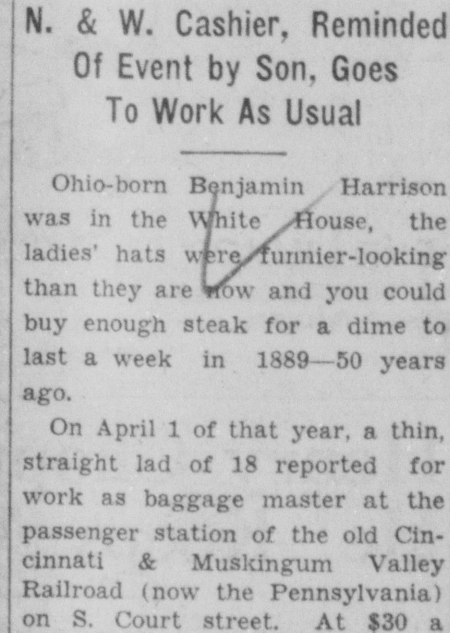 N. & W. Cashier, Reminded
Of Event by Son, Goes
To Work As Usual
Ohio-born Benjamin Harrison
was in the White House, the
ladies' hats were funnier-looking
than they are now and you could
buy enough steak for a dime to
last a week in 1889—50 years
ago.
On April 1 of that year, a thin,
straight lad of 18 reported for
work as baggage master at the
passenger station of the old Cin-
cinnati & Muskingum Valley
Railroad (now the Pennsylvania)
on S. Court street. At $30 a